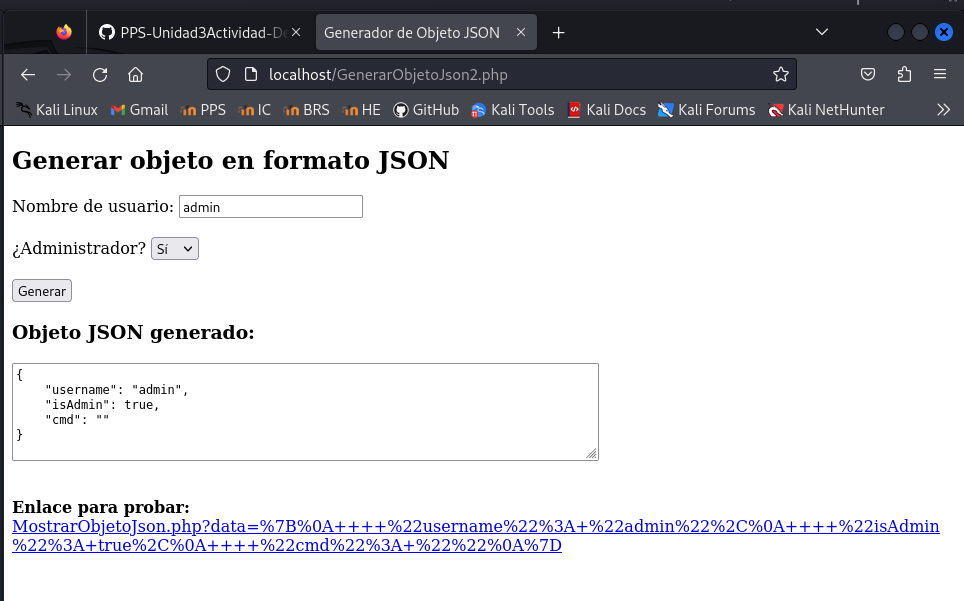 PPS-Unidad3Actividad-De
Generador de Objeto JSON
localhost/GenerarObjetoJson2.php
Kali Linux Gmail PPS IC BRS HE GitHub Kali Tools Kali Docs Kali Forums Kali NetHunter
Generar objeto en formato JSON
Nombre de usuario: admin
¿Administrador? Sí
Generar
Objeto JSON generado:
{
    "username": "admin",
    "isAdmin": true,
    "cmd": ""
}
Enlace para probar:
MostrarObjetoJson.php?data=%7B%0A++++%22username%22%3A+%22admin%22%2C%0A++++%22isAdmin
%22%3A+true%2C%0A++++%22cmd%22%3A+%22%22%0A%7D